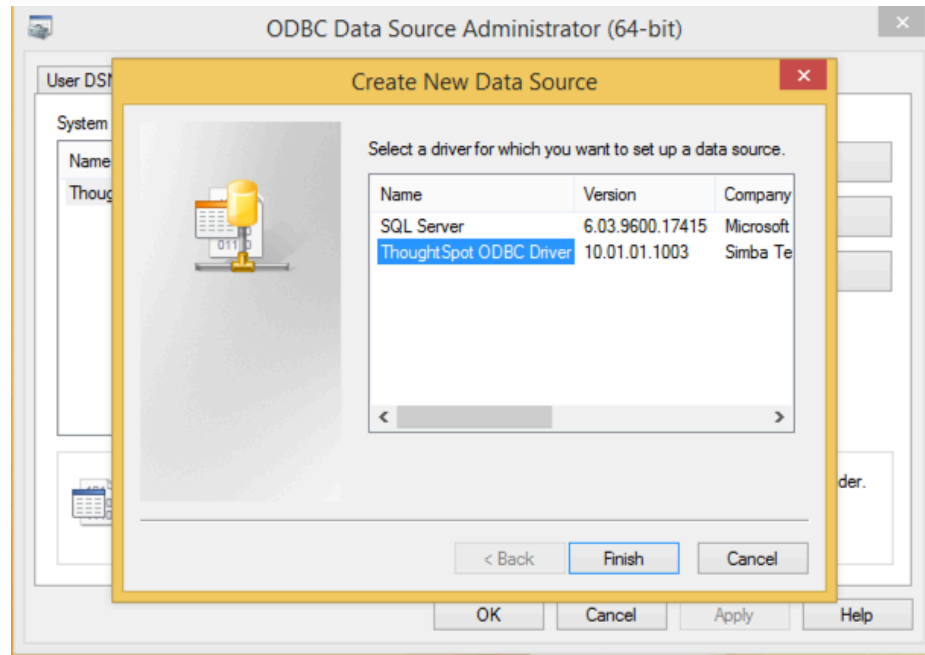 ODBC Data Source Administrator (64-bit)
User DSN
Create New Data Source
System
Name
Thoug
Select a driver for which you want to set up a data source.
Name Version Company
SQL Server 6.03.9600.17415 Microsoft
ThoughtSpot ODBC Driver 10.01.01.1003 Simba Te
der.
< Back Finish Cancel
OK Cancel Apply Help